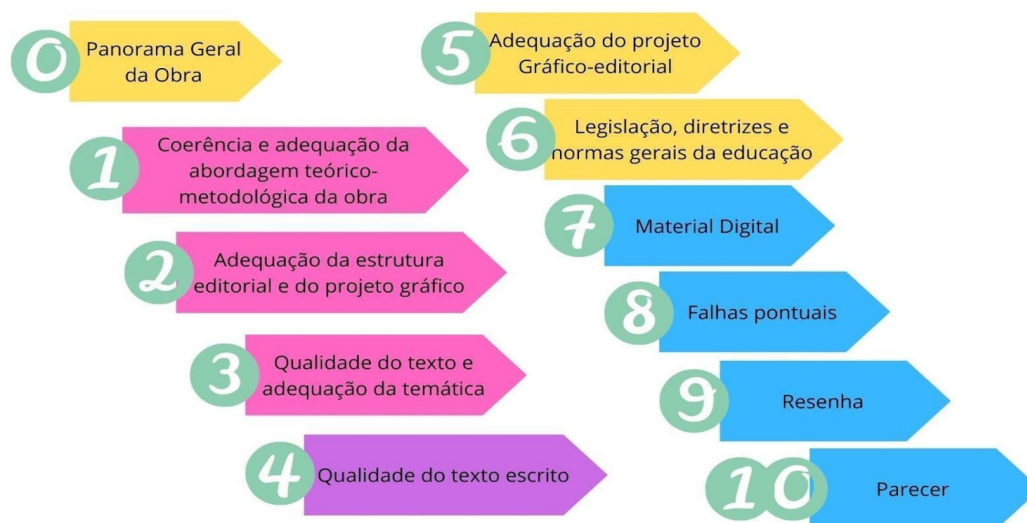 0
Panorama Geral
da Obra
1
Coerência e adequação da
abordagem teórico-
metodológica da obra
2
Adequação da estrutura
editorial e do projeto gráfico
3
Qualidade do texto e
adequação da temática
4
Qualidade do texto escrito
5
Adequação do projeto
Gráfico-editorial
6
Legislação, diretrizes e
normas gerais da educação
7
Material Digital
8
Falhas pontuais
9
Resenha
10
Parecer